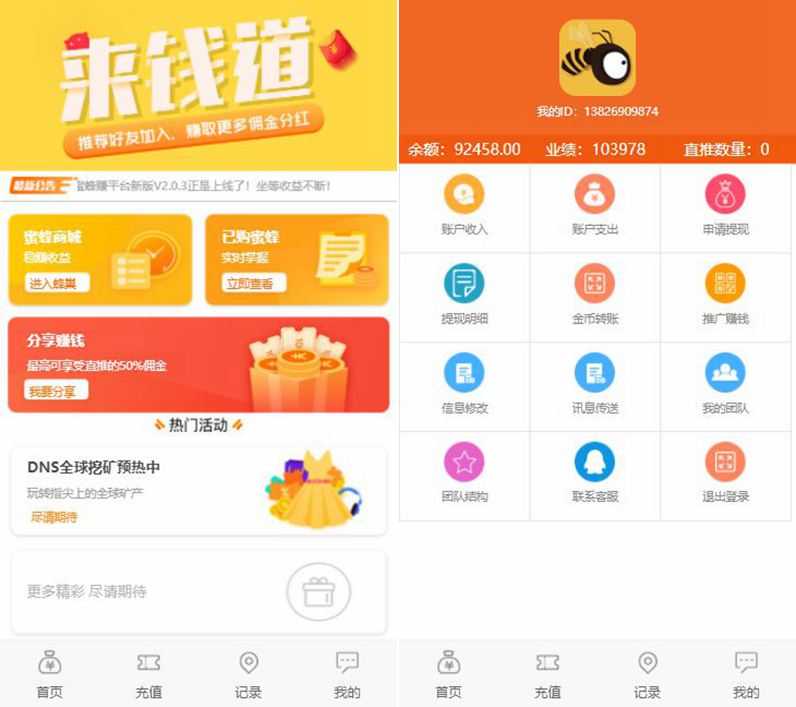 来钱道
推荐好友加入，赚取更多佣金分红
最新公告
蜜蜂赚平台新版V2.0.3正是上线了！坐等收益不断！
蜜蜂商城
稳赚收益
进入蜂巢
已购蜜蜂
实时掌握
立即查看
分享赚钱
最高可享受直推的50%佣金
我要分享
热门活动
DNS全球挖矿预热中
玩转指尖上的全球矿产
尽请期待
更多精彩 尽请期待
首页 充值 记录 我的
我的ID：13826909874
余额：92458.00 业绩：103978 直推数量：0
账户收入 账户支出 申请提现
提现明细 金币转账 推广赚钱
信息修改 讯息传送 我的团队
团队结构 联系客服 退出登录
首页 充值 记录 我的